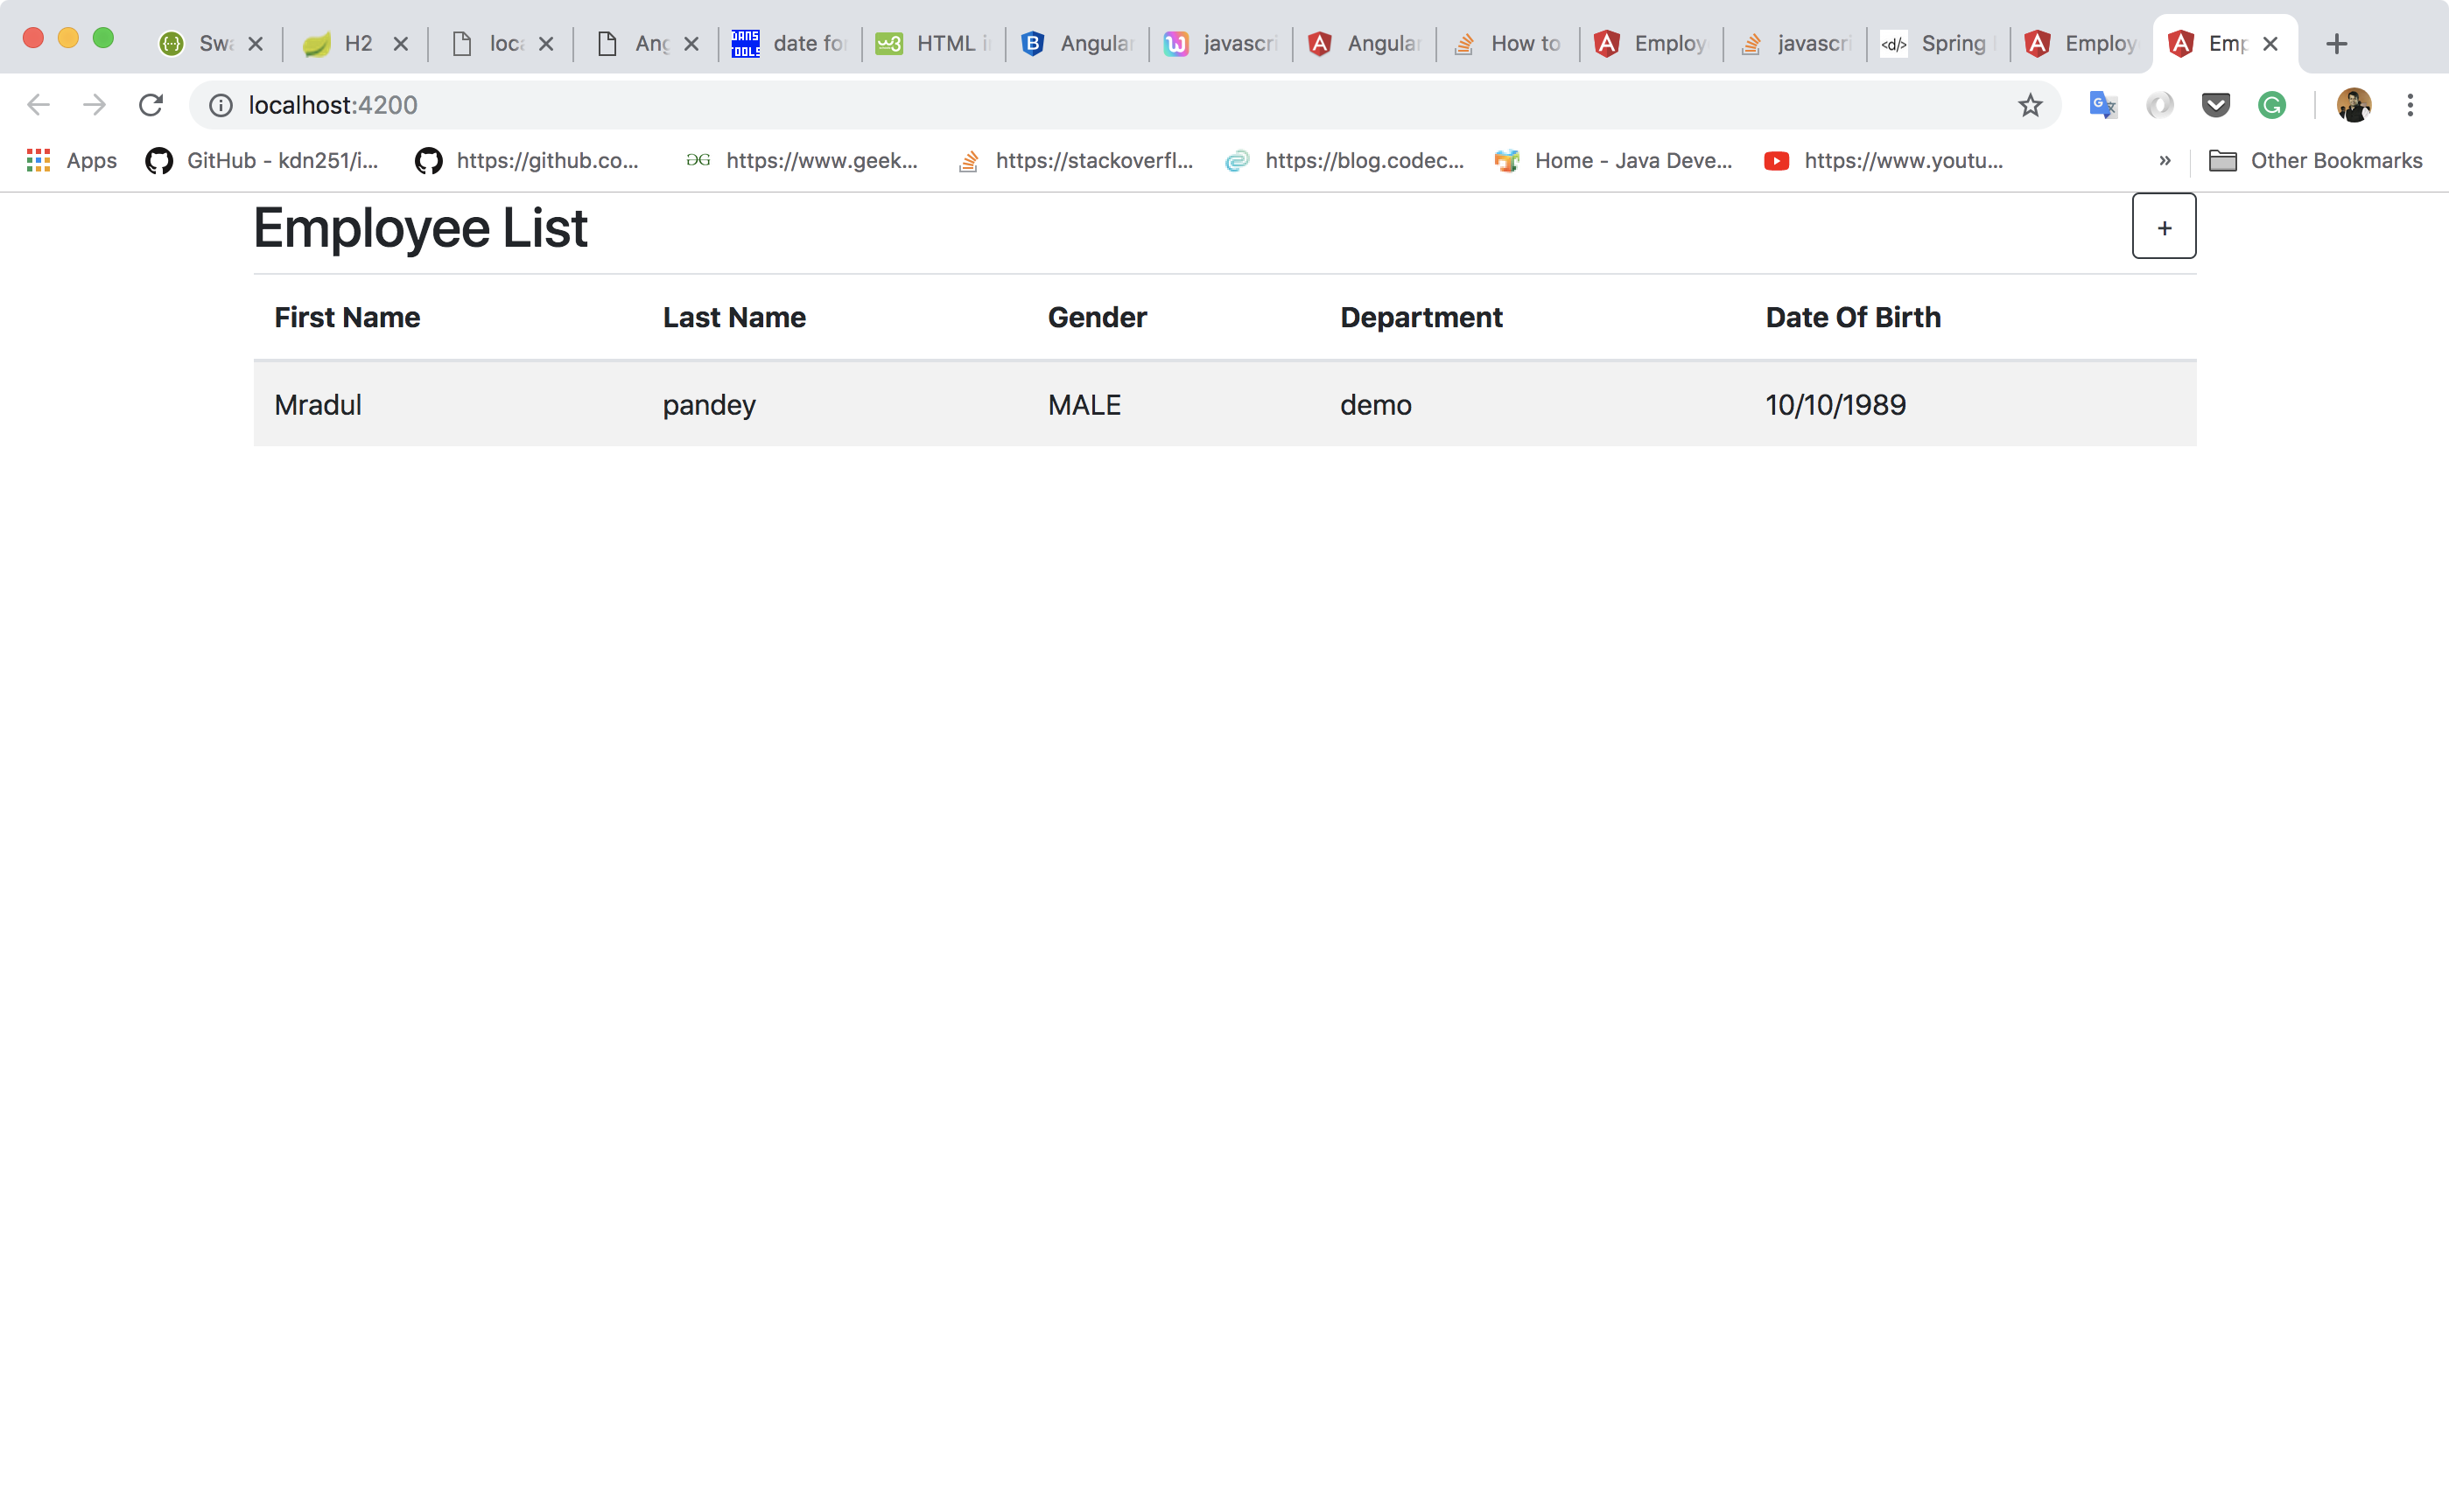 Swa H2 loca Ang date for HTML i Angular javascri Angular How to Employ javascri Spring Employ Emp
localhost:4200
Apps GitHub - kdn251/i... https://github.co... https://www.geek... https://stackoverfl... https://blog.codec... Home - Java Deve... https://www.youtu... » Other Bookmarks
Employee List +
First Name Last Name Gender Department Date Of Birth
Mradul pandey MALE demo 10/10/1989